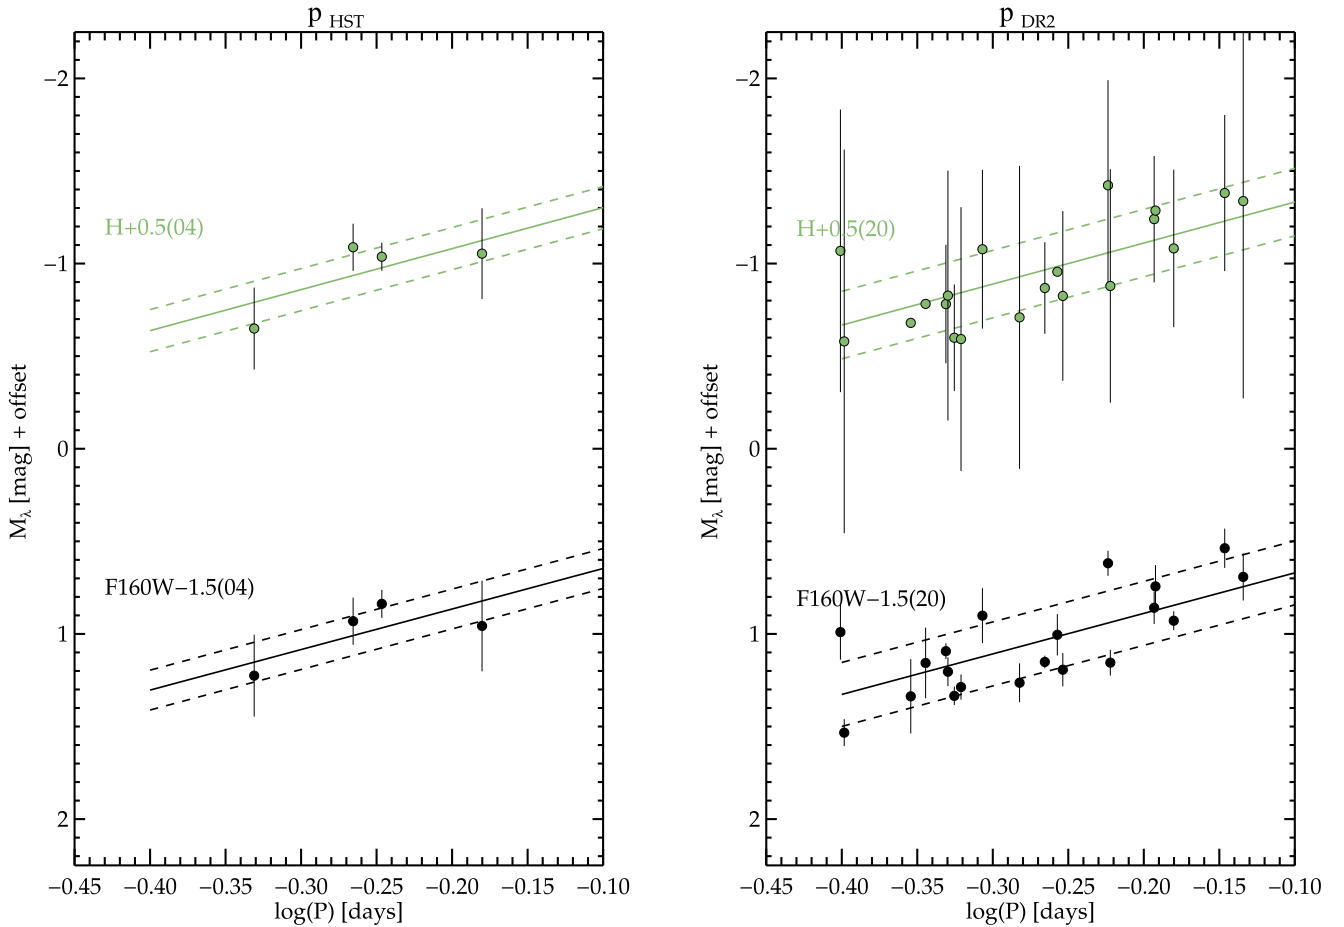 p HST
−2
−1
0
1
2
Mλ [mag] + offset
H+0.5(04)
F160W−1.5(04)
−0.45 −0.40 −0.35 −0.30 −0.25 −0.20 −0.15 −0.10
log(P) [days]
p DR2
−2
−1
0
1
2
Mλ [mag] + offset
H+0.5(20)
F160W−1.5(20)
−0.45 −0.40 −0.35 −0.30 −0.25 −0.20 −0.15 −0.10
log(P) [days]